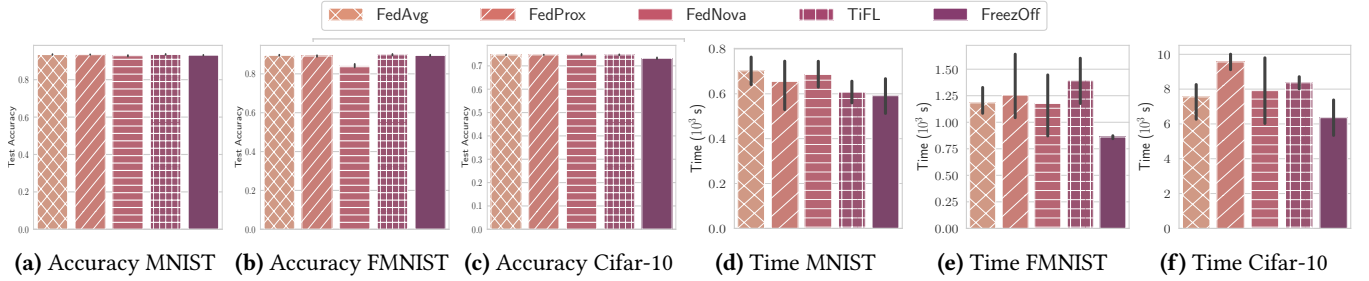 FedAvg FedProx FedNova TiFL FreezOff
Test Accuracy
0.8
0.6
0.4
0.2
0.0
(a) Accuracy MNIST
Test Accuracy
0.8
0.6
0.4
0.2
0.0
(b) Accuracy FMNIST
Test Accuracy
0.7
0.6
0.5
0.4
0.3
0.2
0.1
0.0
(c) Accuracy Cifar-10
Time (10³ s)
0.8
0.6
0.4
0.2
0.0
(d) Time MNIST
Time (10³ s)
1.50
1.25
1.00
0.75
0.50
0.25
0.00
(e) Time FMNIST
Time (10³ s)
10
8
6
4
2
0
(f) Time Cifar-10